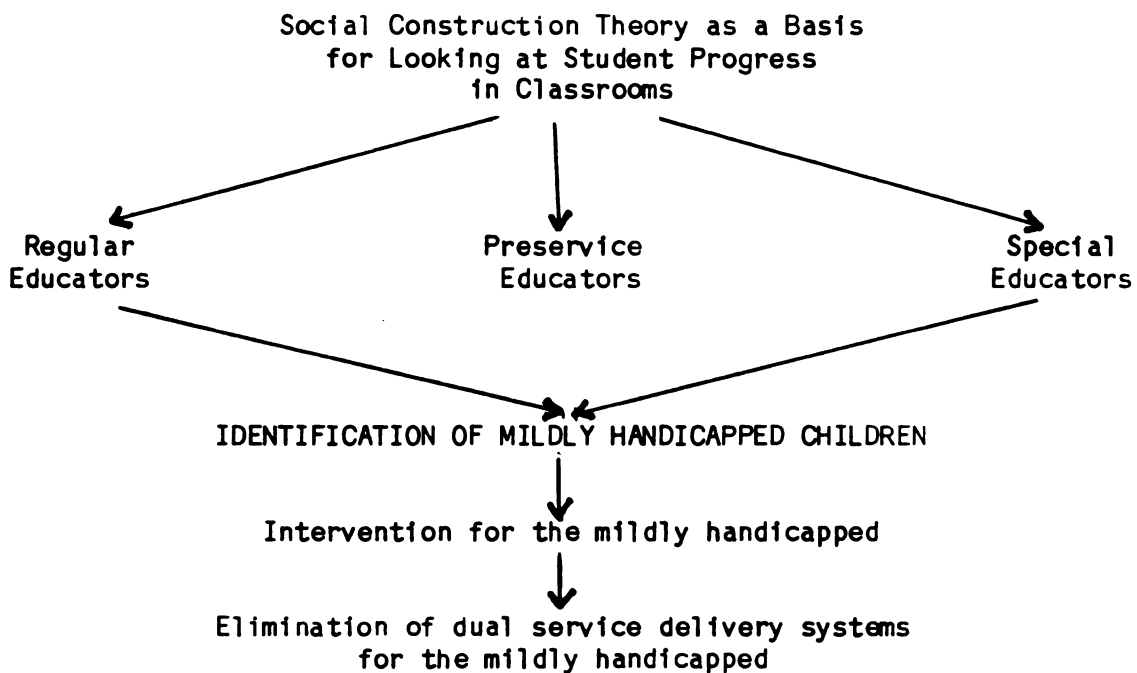 Social Construction Theory as a Basis
for Looking at Student Progress
in Classrooms
Regular
Educators
Preservice
Educators
Special
Educators
IDENTIFICATION OF MILDLY HANDICAPPED CHILDREN
Intervention for the mildly handicapped
Elimination of dual service delivery systems
for the mildly handicapped